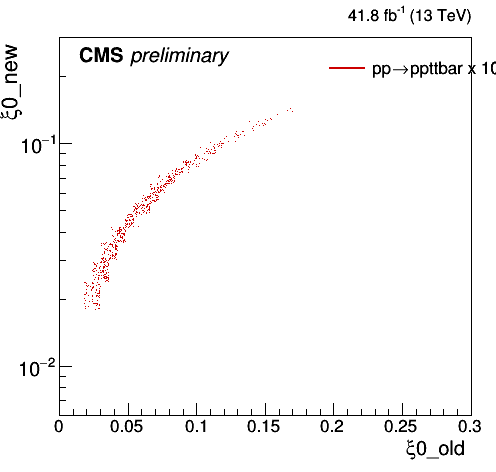 41.8 fb⁻¹ (13 TeV)
CMS preliminary
pp→ppttbar x 10
ξ0_new
10⁻¹
10⁻²
0 0.05 0.1 0.15 0.2 0.25 0.3
ξ0_old